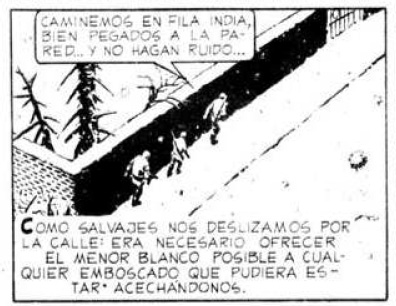 CAMINEMOS EN FILA INDIA,
BIEN PEGADOS A LA PA-
RED... Y NO HAGAN RUIDO...
COMO SALVAJES NOS DESLIZAMOS POR
LA CALLE: ERA NECESARIO OFRECER
EL MENOR BLANCO POSIBLE A CUAL-
QUIER EMBOSCADO QUE PUDIERA ES-
TAR ACECHÁNDONOS.